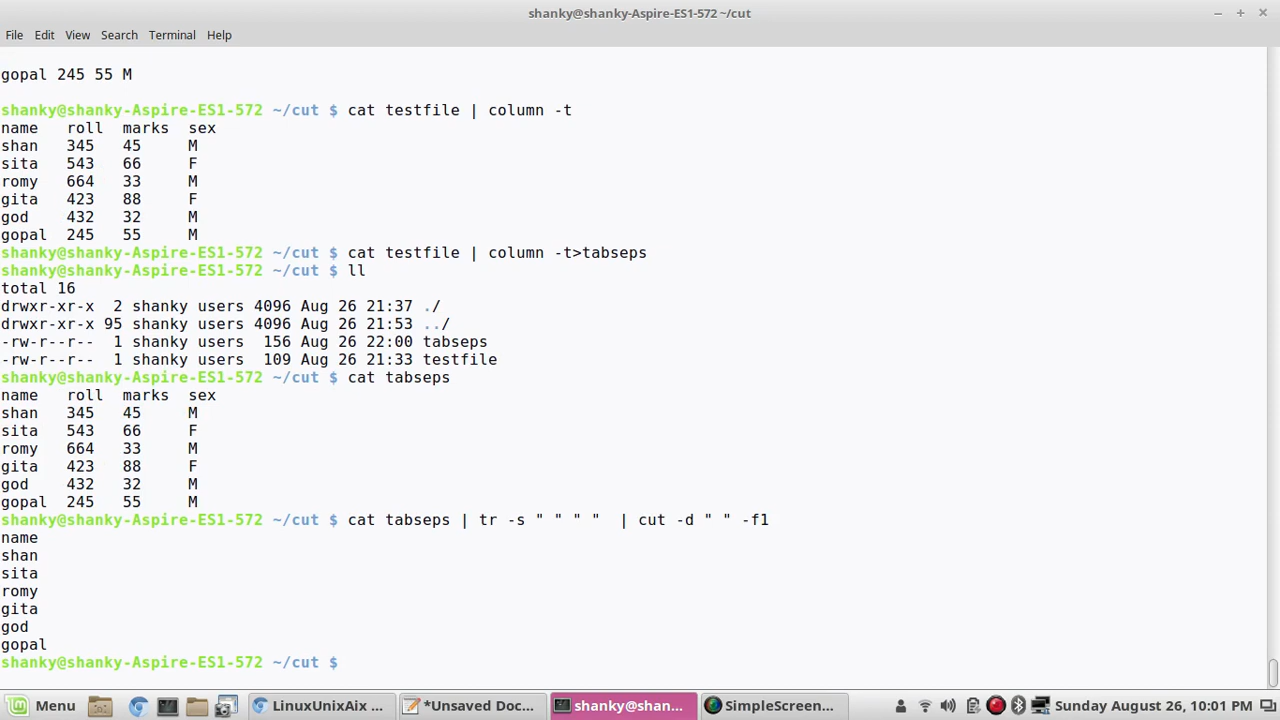 shanky@shanky-Aspire-ES1-572 ~/cut
File Edit View Search Terminal Help
gopal 245 55 M
shanky@shanky-Aspire-ES1-572 ~/cut $ cat testfile | column -t
name   roll  marks  sex
shan   345  45     M
sita   543  66     F
romy   664  33     M
gita   423  88     F
god    432  32     M
gopal  245  55     M
shanky@shanky-Aspire-ES1-572 ~/cut $ cat testfile | column -t>tabseps
shanky@shanky-Aspire-ES1-572 ~/cut $ ll
total 16
drwxr-xr-x  2 shanky users 4096 Aug 26 21:37 ./
drwxr-xr-x 95 shanky users 4096 Aug 26 21:53 ../
-rw-r--r--  1 shanky users  156 Aug 26 22:00 tabseps
-rw-r--r--  1 shanky users  109 Aug 26 21:33 testfile
shanky@shanky-Aspire-ES1-572 ~/cut $ cat tabseps
name   roll  marks  sex
shan   345  45     M
sita   543  66     F
romy   664  33     M
gita   423  88     F
god    432  32     M
gopal  245  55     M
shanky@shanky-Aspire-ES1-572 ~/cut $ cat tabseps | tr -s " " " "  | cut -d " " -f1
name
shan
sita
romy
gita
god
gopal
shanky@shanky-Aspire-ES1-572 ~/cut $
Menu LinuxUnixAix ... *Unsaved Doc... shanky@shan... SimpleScreen... Sunday August 26, 10:01 PM